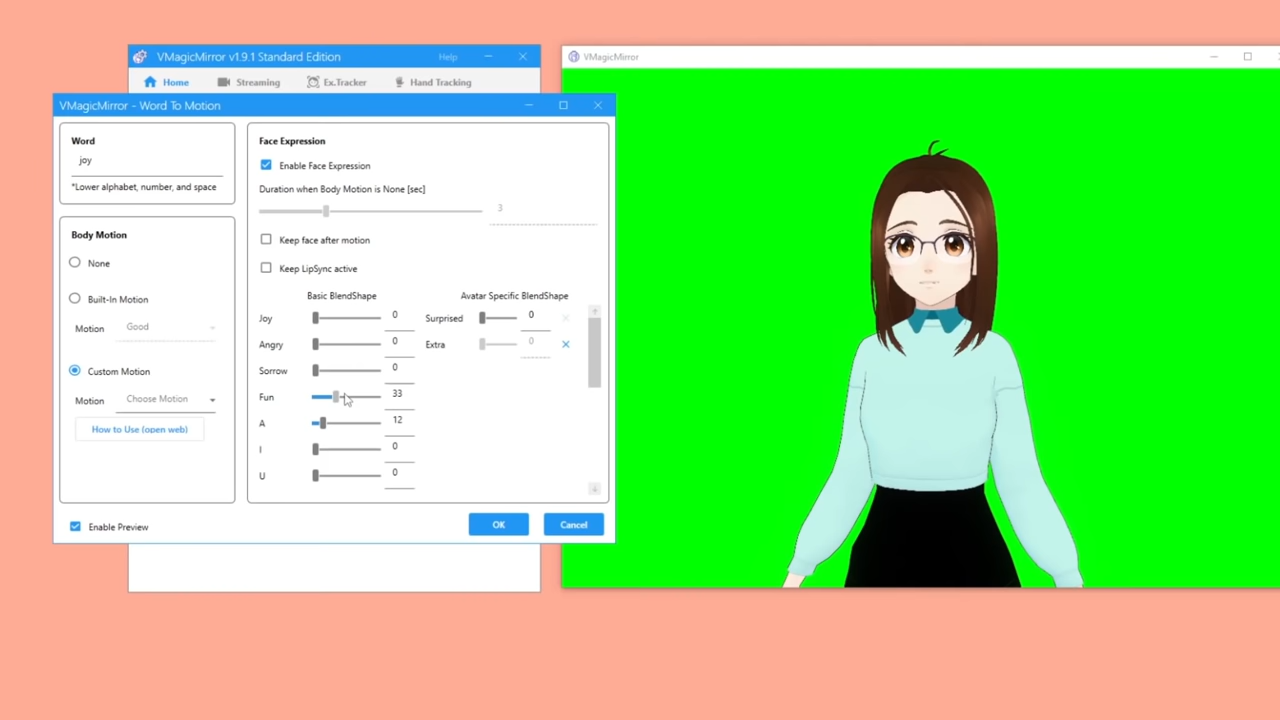 VMagicMirror v1.9.1 Standard Edition
Help
Home
Streaming
Ex.Tracker
Hand Tracking
VMagicMirror
VMagicMirror - Word To Motion
Word
joy
*Lower alphabet, number, and space
Body Motion
None
Built-In Motion
Motion
Good
Custom Motion
Motion
Choose Motion
How to Use (open web)
Face Expression
Enable Face Expression
Duration when Body Motion is None [sec]
3
Keep face after motion
Keep LipSync active
Basic BlendShape
Avatar Specific BlendShape
Joy 0
Surprised 0
Angry 0
Extra 0
Sorrow 0
Fun 33
A 12
I 0
U 0
Enable Preview
OK
Cancel